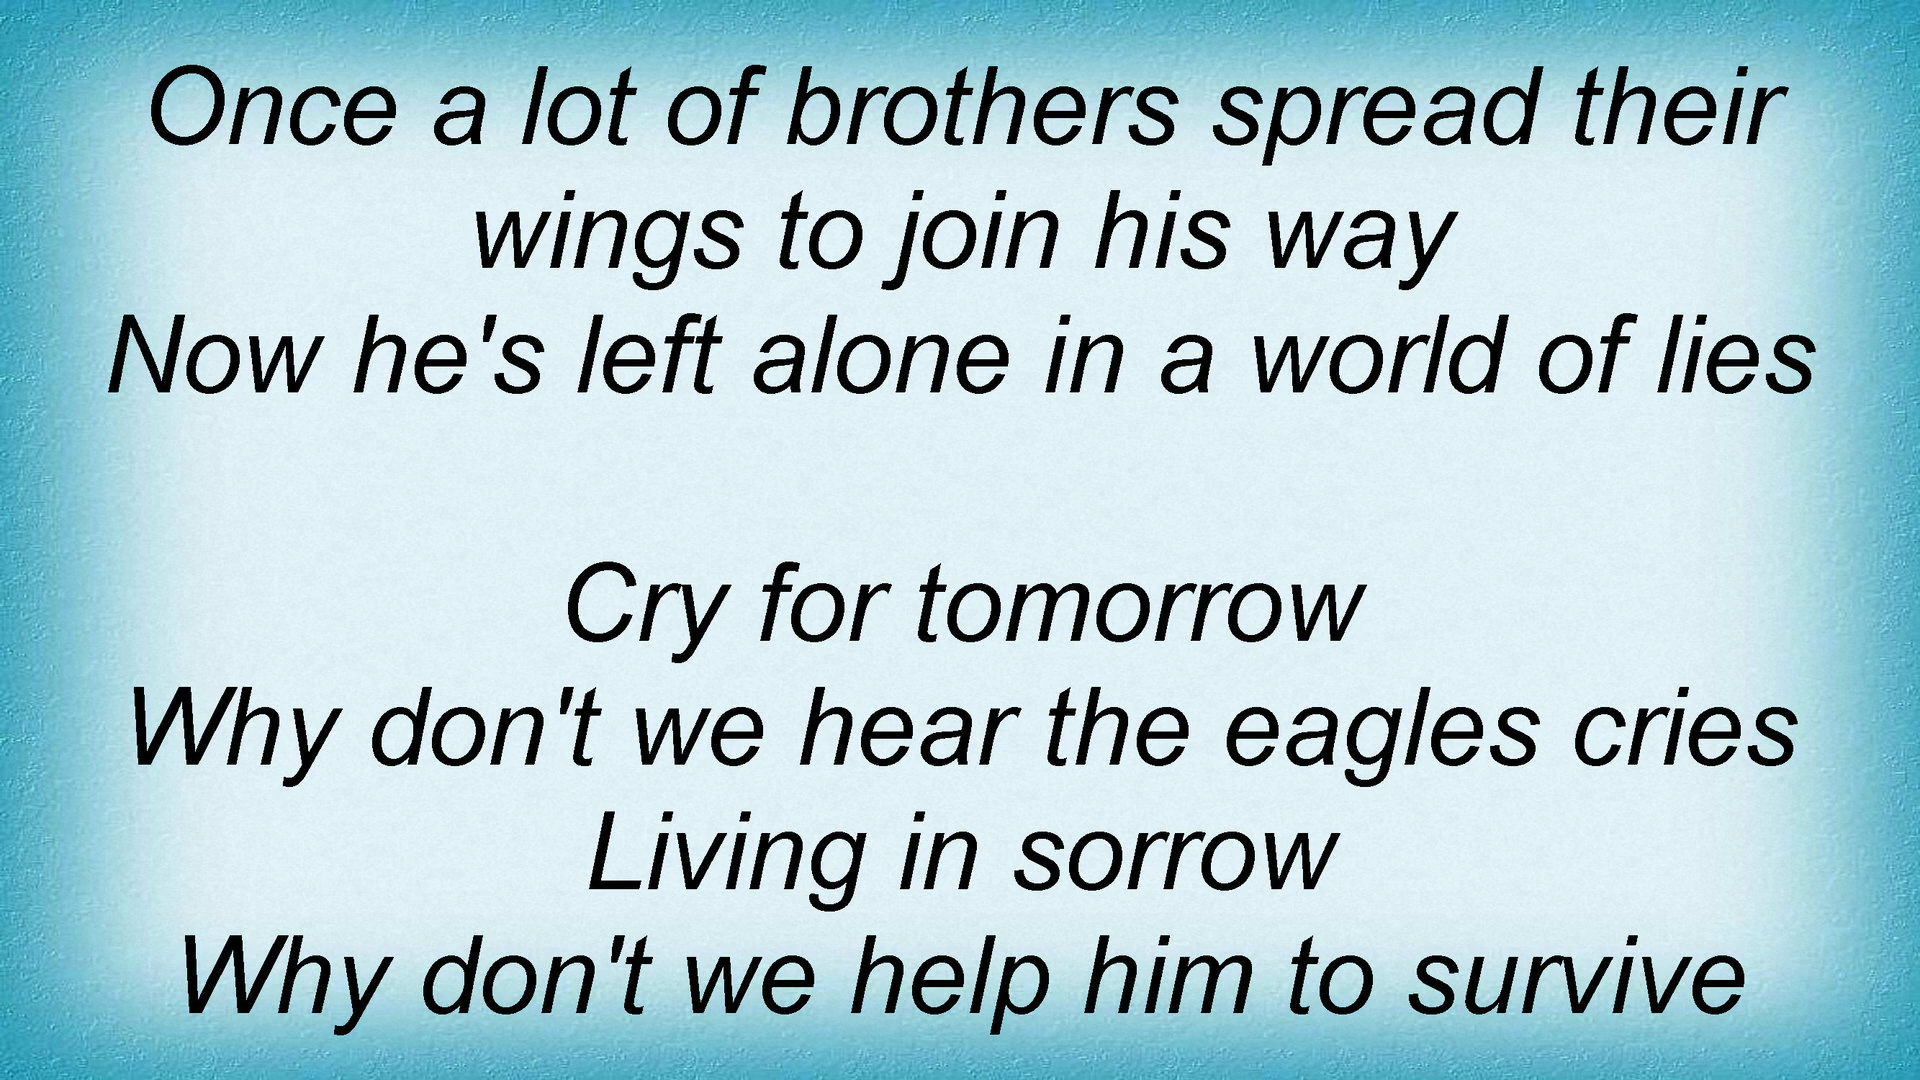 Once a lot of brothers spread their
wings to join his way
Now he's left alone in a world of lies
Cry for tomorrow
Why don't we hear the eagles cries
Living in sorrow
Why don't we help him to survive